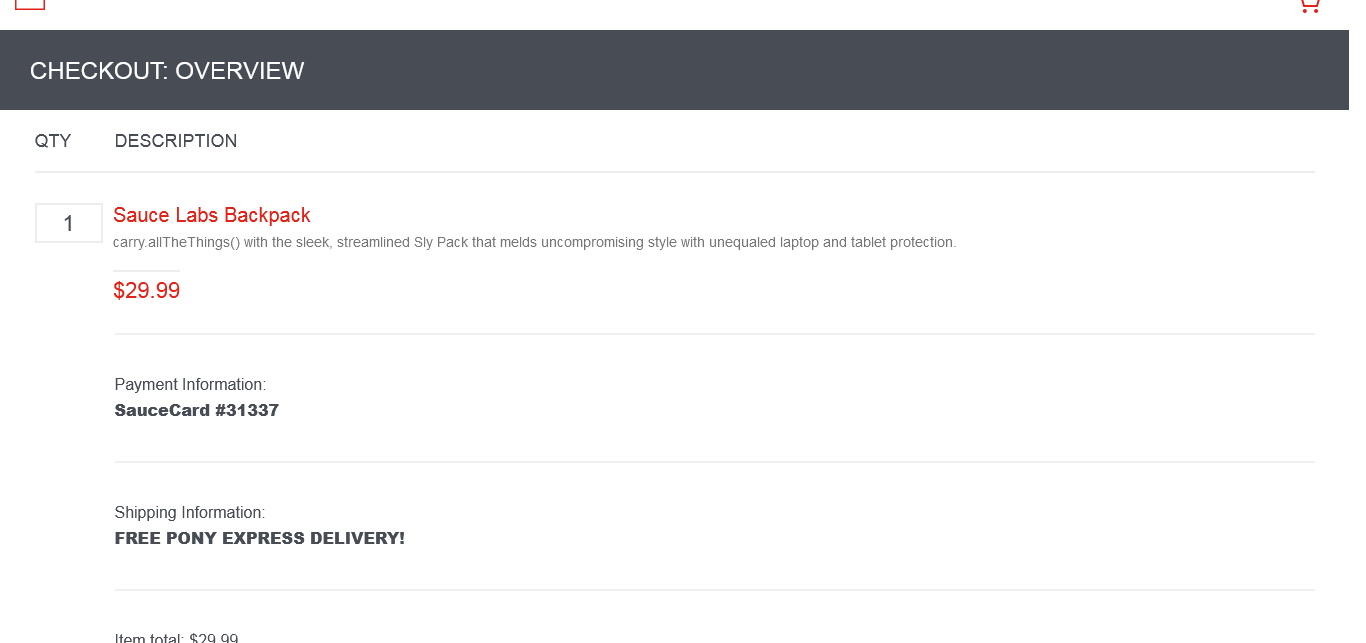 CHECKOUT: OVERVIEW
QTY DESCRIPTION
1 Sauce Labs Backpack
carry.allTheThings() with the sleek, streamlined Sly Pack that melds uncompromising style with unequaled laptop and tablet protection.
$29.99
Payment Information:
SauceCard #31337
Shipping Information:
FREE PONY EXPRESS DELIVERY!
Item total: $29.99